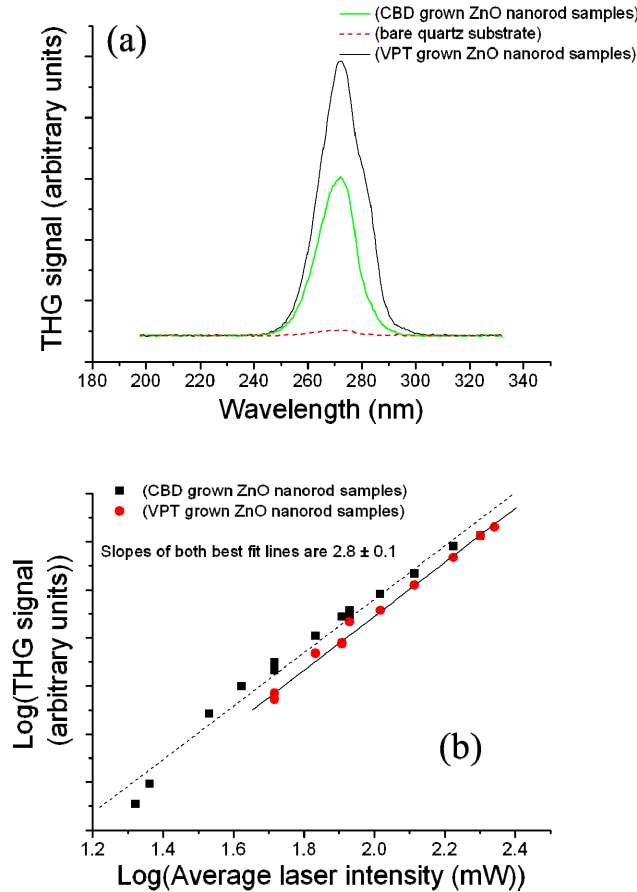 (a)
(CBD grown ZnO nanorod samples)
(bare quartz substrate)
(VPT grown ZnO nanorod samples)
THG signal (arbitrary units)
180 200 220 240 260 280 300 320 340
Wavelength (nm)
(CBD grown ZnO nanorod samples)
(VPT grown ZnO nanorod samples)
Slopes of both best fit lines are 2.8 ± 0.1
Log(THG signal
(arbitrary units))
(b)
1.2 1.4 1.6 1.8 2.0 2.2 2.4
Log(Average laser intensity (mW))